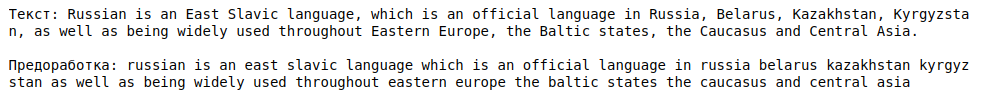 Текст: Russian is an East Slavic language, which is an official language in Russia, Belarus, Kazakhstan, Kyrgyzsta
n, as well as being widely used throughout Eastern Europe, the Baltic states, the Caucasus and Central Asia.
Предоработка: russian is an east slavic language which is an official language in russia belarus kazakhstan kyrgyz
stan as well as being widely used throughout eastern europe the baltic states the caucasus and central asia